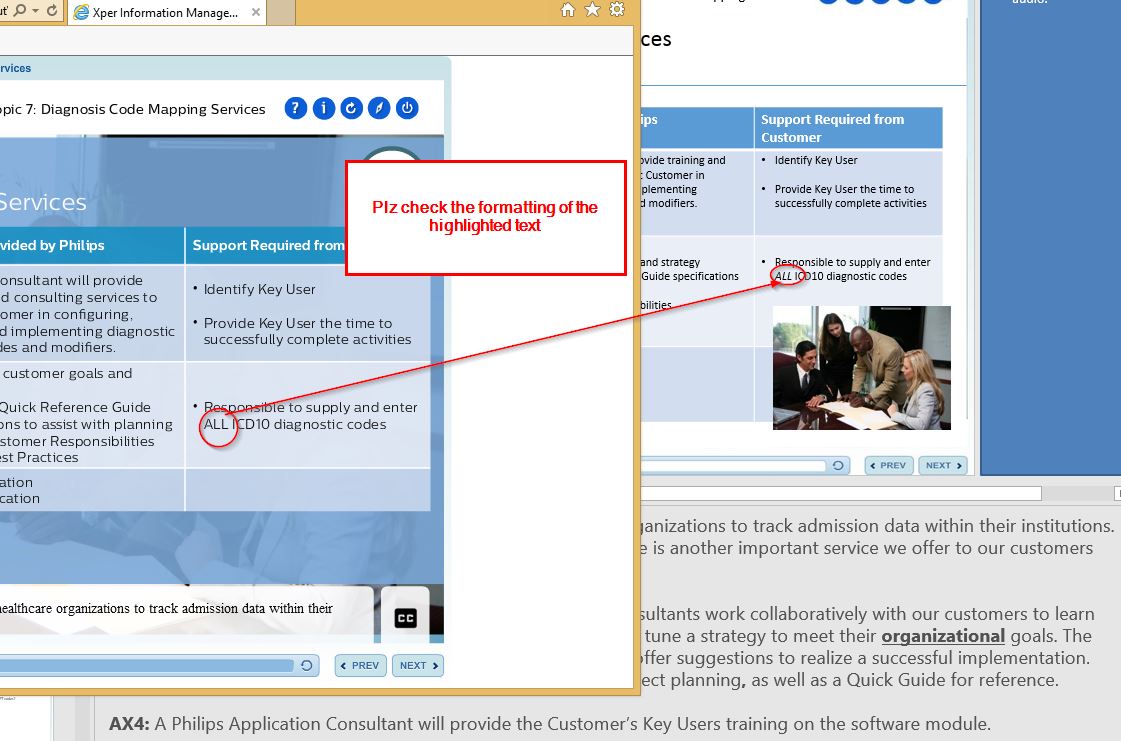 Xper Information Manage...
rvices
opic 7: Diagnosis Code Mapping Services
Services
vided by Philips
Support Required from
onsultant will provide
d consulting services to
omer in configuring,
d implementing diagnostic
des and modifiers.
• Identify Key User
• Provide Key User the time to
successfully complete activities
customer goals and
Quick Reference Guide
ons to assist with planning
stomer Responsibilities
est Practices
• Responsible to supply and enter
ALL ICD10 diagnostic codes
ation
cation
healthcare organizations to track admission data within their
CC
PREV
NEXT
Plz check the formatting of the
highlighted text
ces
audio.
ips
Support Required from
Customer
ovide training and
t Customer in
plementing
d modifiers.
• Identify Key User
• Provide Key User the time to
successfully complete activities
and strategy
Guide specifications
bilities
• Responsible to supply and enter
ALL ICD10 diagnostic codes
PREV
NEXT
ganizations to track admission data within their institutions.
e is another important service we offer to our customers
sultants work collaboratively with our customers to learn
tune a strategy to meet their organizational goals. The
offer suggestions to realize a successful implementation.
ect planning, as well as a Quick Guide for reference.
AX4: A Philips Application Consultant will provide the Customer's Key Users training on the software module.